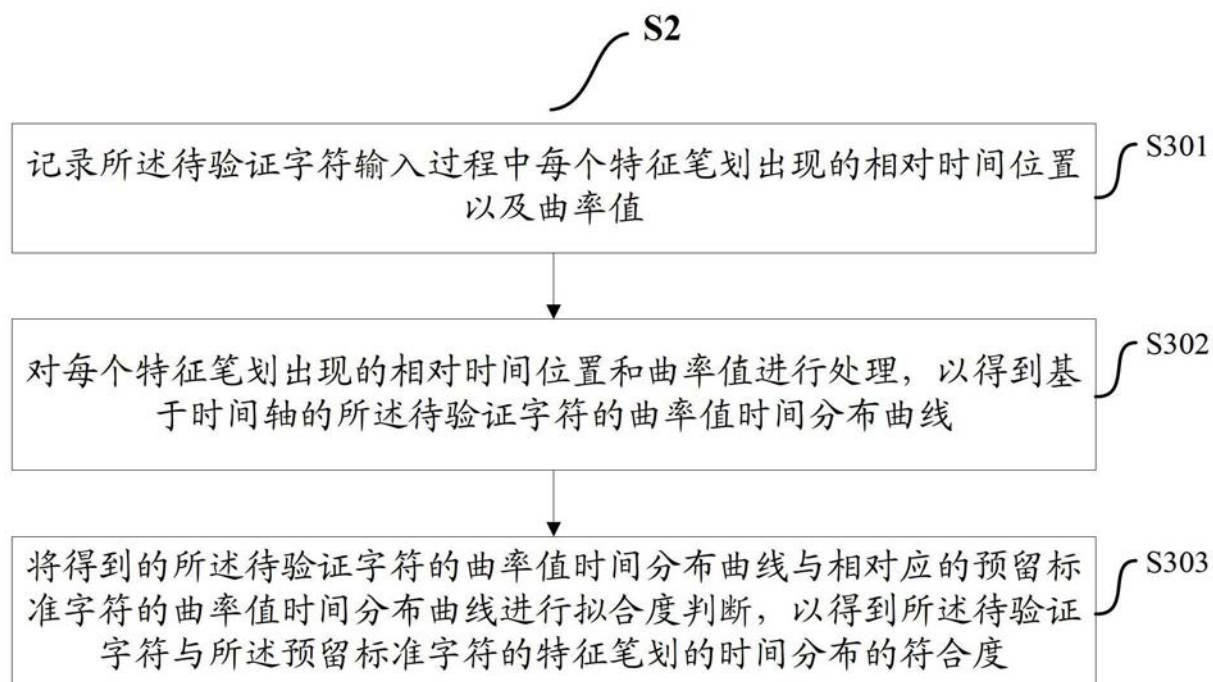 S2
记录所述待验证字符输入过程中每个特征笔划出现的相对时间位置
以及曲率值
S301
对每个特征笔划出现的相对时间位置和曲率值进行处理，以得到基
于时间轴的所述待验证字符的曲率值时间分布曲线
S302
将得到的所述待验证字符的曲率值时间分布曲线与相对应的预留标
准字符的曲率值时间分布曲线进行拟合度判断，以得到所述待验证
字符与所述预留标准字符的特征笔划的时间分布的符合度
S303